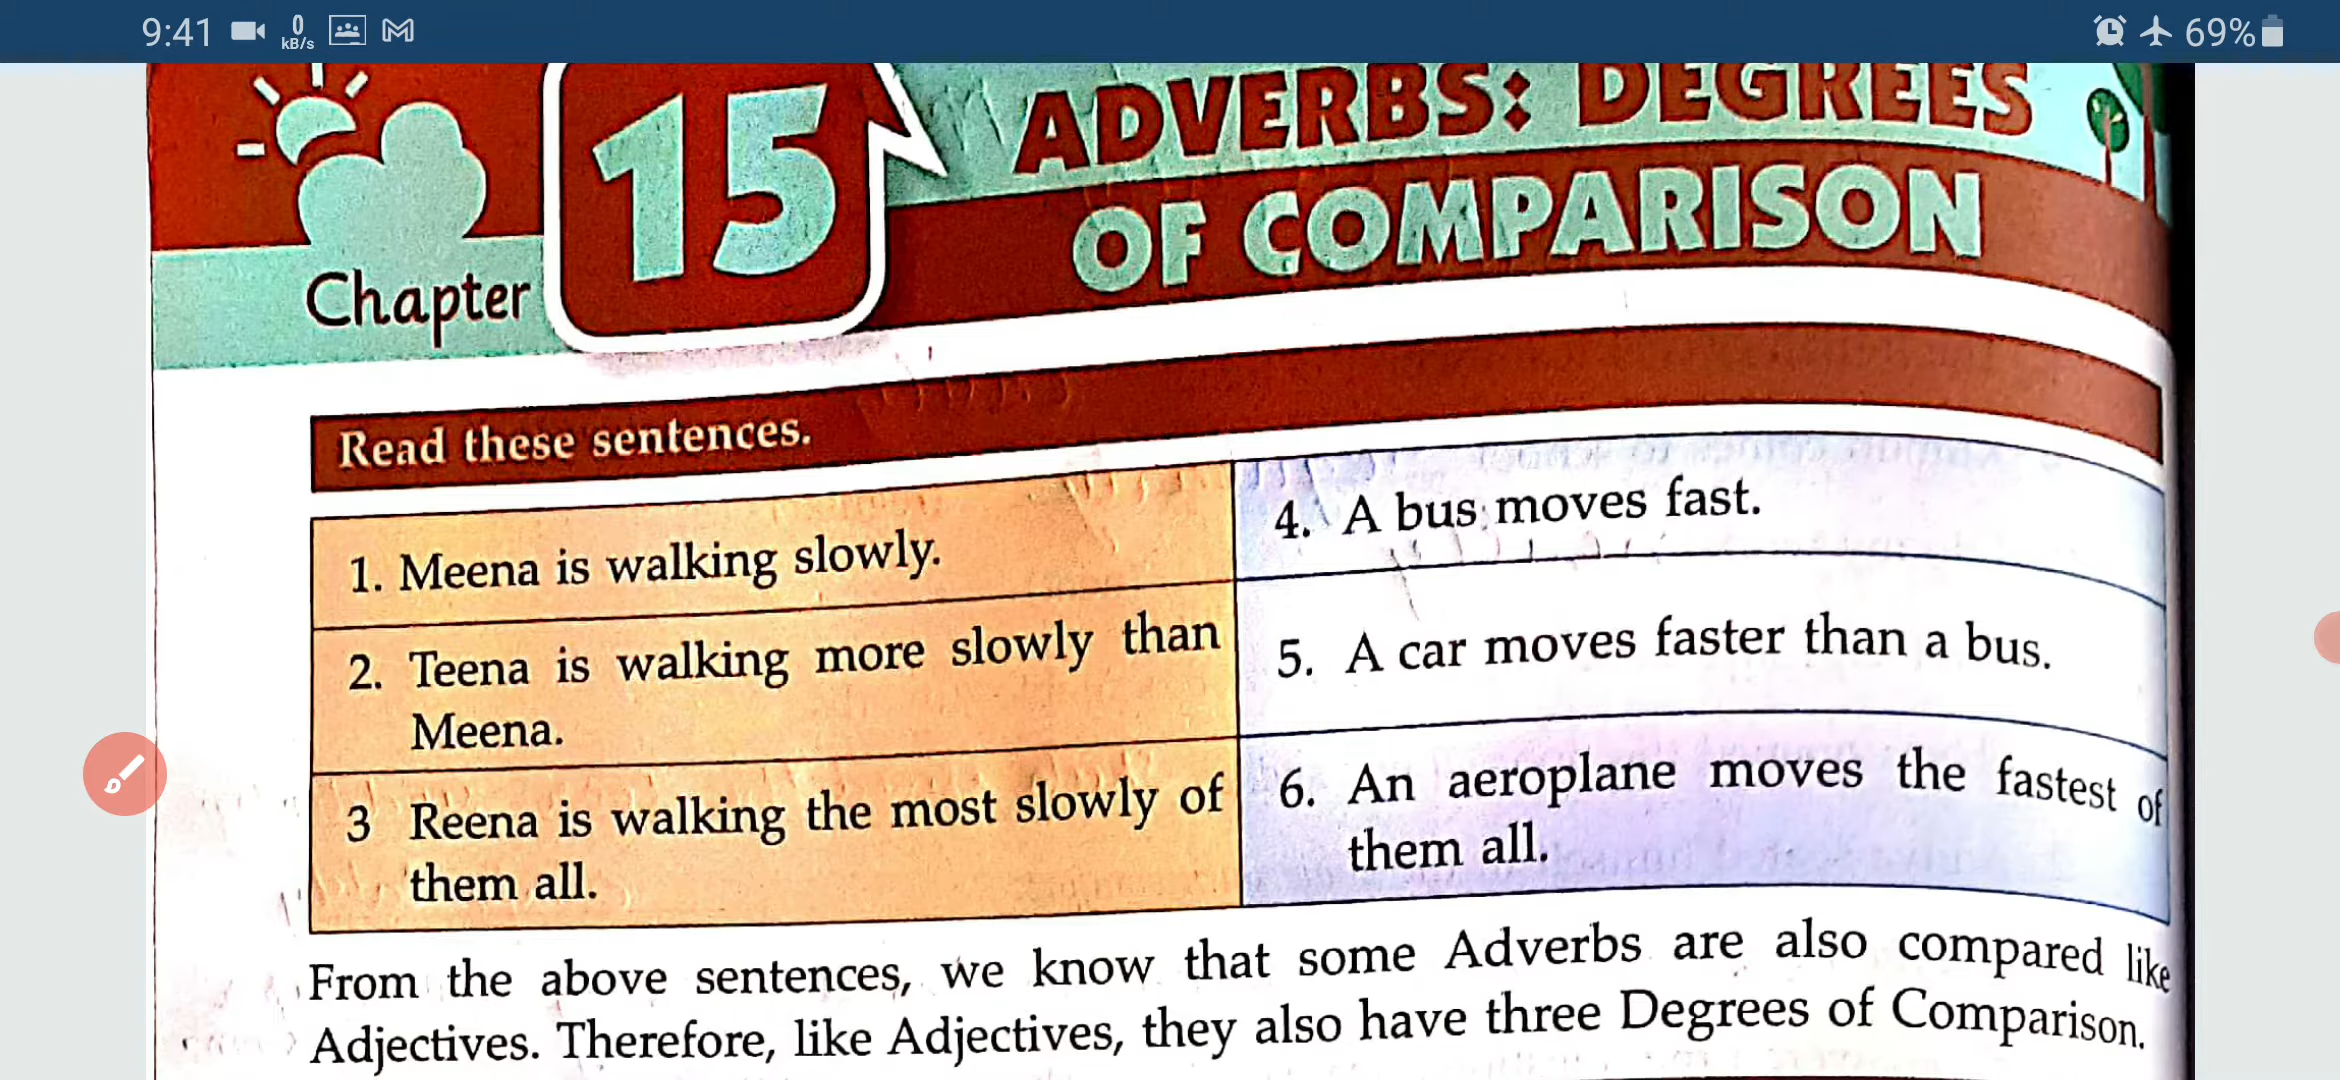 9:41 0 kB/s 69%
Chapter 15
ADVERBS: DEGREES
OF COMPARISON
Read these sentences.
1. Meena is walking slowly.
2. Teena is walking more slowly than
Meena.
3 Reena is walking the most slowly of
them all.
4. A bus moves fast.
5. A car moves faster than a bus.
6. An aeroplane moves the fastest of
them all.
From the above sentences, we know that some Adverbs are also compared like
Adjectives. Therefore, like Adjectives, they also have three Degrees of Comparison.